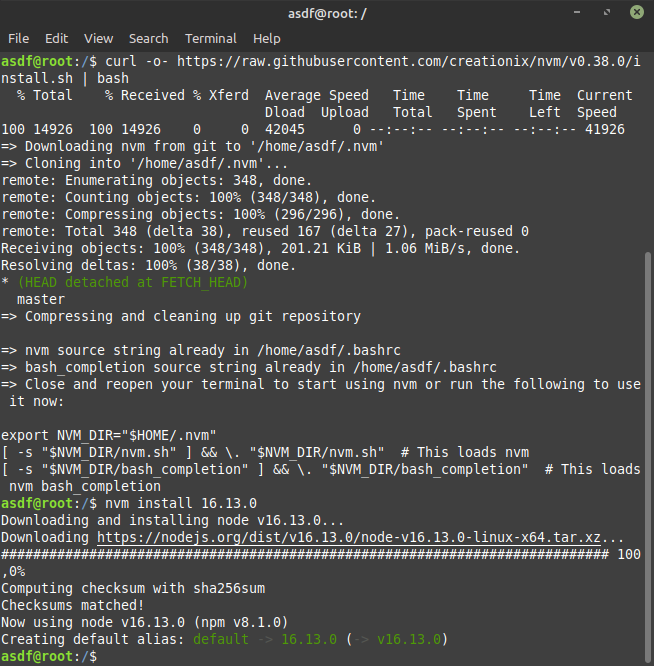 asdf@root: /
File Edit View Search Terminal Help
asdf@root:/$ curl -o- https://raw.githubusercontent.com/creationix/nvm/v0.38.0/i
nstall.sh | bash
  % Total    % Received % Xferd  Average Speed   Time    Time     Time  Current
                                 Dload  Upload   Total   Spent    Left  Speed
100 14926  100 14926    0     0  42045      0 --:--:-- --:--:-- --:--:-- 41926
=> Downloading nvm from git to '/home/asdf/.nvm'
=> Cloning into '/home/asdf/.nvm'...
remote: Enumerating objects: 348, done.
remote: Counting objects: 100% (348/348), done.
remote: Compressing objects: 100% (296/296), done.
remote: Total 348 (delta 38), reused 167 (delta 27), pack-reused 0
Receiving objects: 100% (348/348), 201.21 KiB | 1.06 MiB/s, done.
Resolving deltas: 100% (38/38), done.
* (HEAD detached at FETCH_HEAD)
  master
=> Compressing and cleaning up git repository

=> nvm source string already in /home/asdf/.bashrc
=> bash_completion source string already in /home/asdf/.bashrc
=> Close and reopen your terminal to start using nvm or run the following to use
 it now:

export NVM_DIR="$HOME/.nvm"
[ -s "$NVM_DIR/nvm.sh" ] && \. "$NVM_DIR/nvm.sh"  # This loads nvm
[ -s "$NVM_DIR/bash_completion" ] && \. "$NVM_DIR/bash_completion"  # This loads
 nvm bash_completion
asdf@root:/$ nvm install 16.13.0
Downloading and installing node v16.13.0...
Downloading https://nodejs.org/dist/v16.13.0/node-v16.13.0-linux-x64.tar.xz...
############################################################################ 100
,0%
Computing checksum with sha256sum
Checksums matched!
Now using node v16.13.0 (npm v8.1.0)
Creating default alias: default -> 16.13.0 (-> v16.13.0)
asdf@root:/$